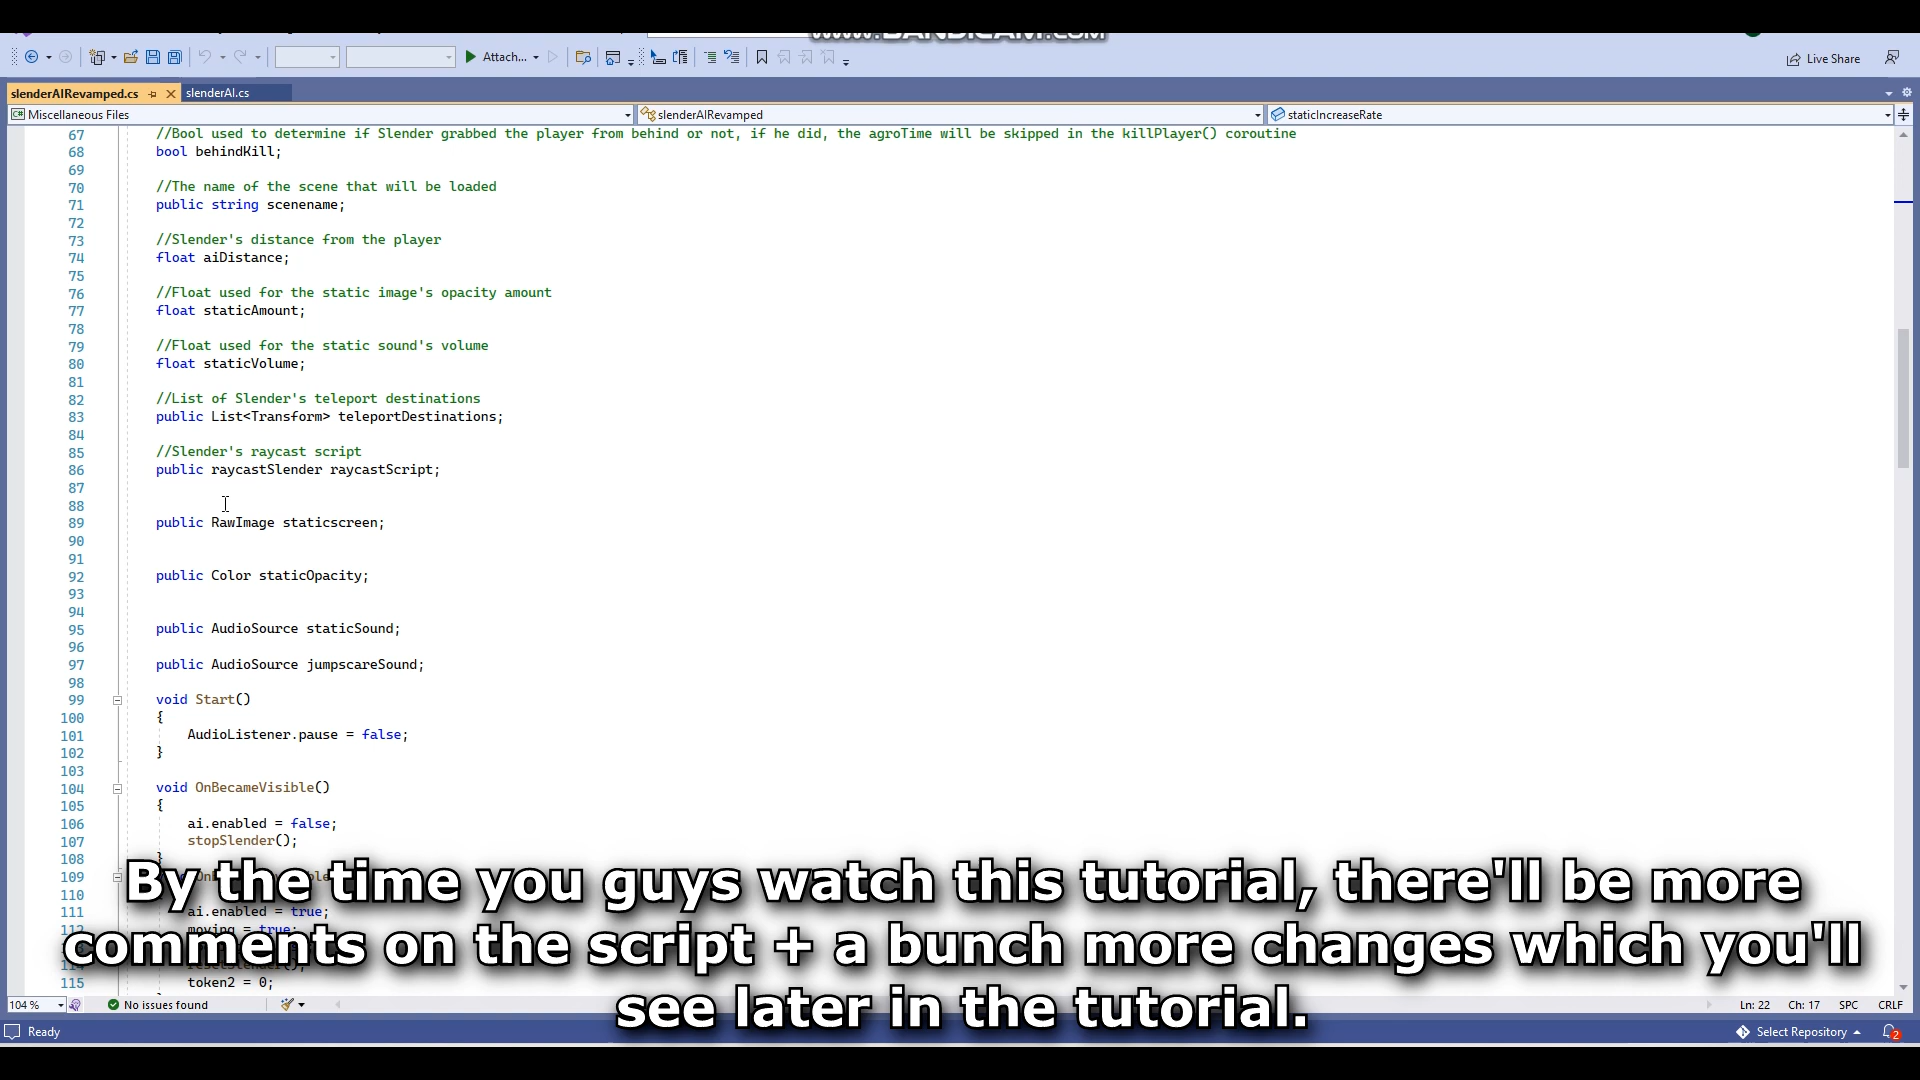 www.BANDICAM.com
Attach...
Live Share
slenderAIRevamped.cs
slenderAI.cs
C# Miscellaneous Files
slenderAIRevamped
staticIncreaseRate
67 //Bool used to determine if Slender grabbed the player from behind or not, if he did, the agroTime will be skipped in the killPlayer() coroutine
68 bool behindKill;
69
70 //The name of the scene that will be loaded
71 public string scenename;
72
73 //Slender's distance from the player
74 float aiDistance;
75
76 //Float used for the static image's opacity amount
77 float staticAmount;
78
79 //Float used for the static sound's volume
80 float staticVolume;
81
82 //List of Slender's teleport destinations
83 public List<Transform> teleportDestinations;
84
85 //Slender's raycast script
86 public raycastSlender raycastScript;
87
88
89 public RawImage staticscreen;
90
91
92 public Color staticOpacity;
93
94
95 public AudioSource staticSound;
96
97 public AudioSource jumpscareSound;
98
99 void Start()
100 {
101 AudioListener.pause = false;
102 }
103
104 void OnBecameVisible()
105 {
106 ai.enabled = false;
107 stopSlender();
108 }
109
110
111 ai.enabled = true;
112 moving = true;
115 token2 = 0;
By the time you guys watch this tutorial, there'll be more
comments on the script + a bunch more changes which you'll
see later in the tutorial.
104 %
No issues found
Ln: 22 Ch: 17 SPC CRLF
Ready
Select Repository
2